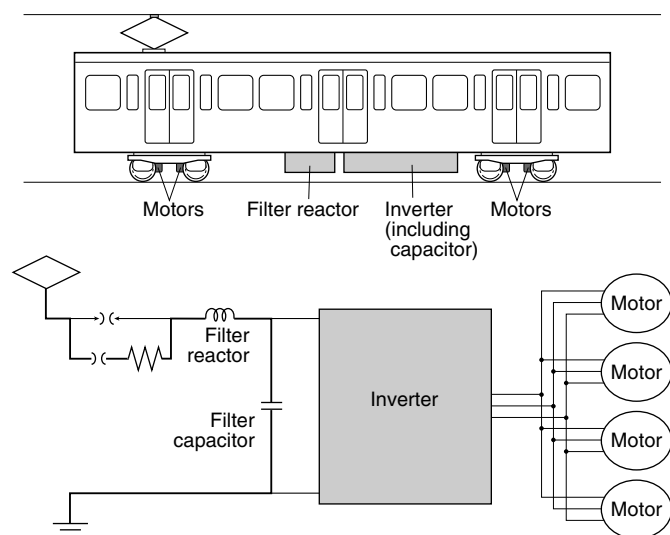 Motors
Filter reactor
Inverter
(including
capacitor)
Motors
Filter
reactor
Filter
capacitor
Inverter
Motor
Motor
Motor
Motor